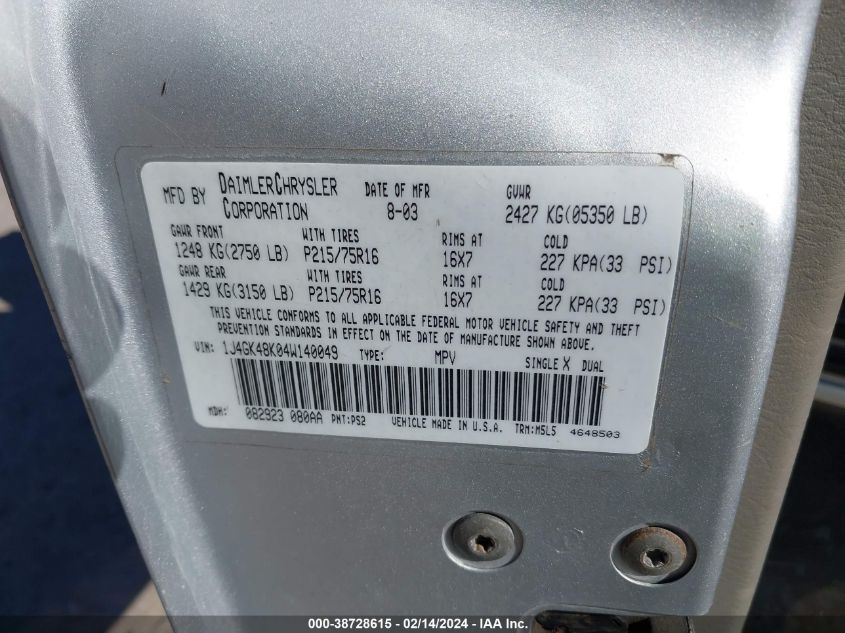 MFD BY DAIMLERCHRYSLER CORPORATION DATE OF MFR 8-03 GVWR 2427 KG(05350 LB)
GAWR FRONT WITH TIRES RIMS AT COLD
1248 KG(2750 LB) P215/75R16 16X7 227 KPA(33 PSI)
GAWR REAR WITH TIRES RIMS AT COLD
1429 KG(3150 LB) P215/75R16 16X7 227 KPA(33 PSI)
THIS VEHICLE CONFORMS TO ALL APPLICABLE FEDERAL MOTOR VEHICLE SAFETY AND THEFT
PREVENTION STANDARDS IN EFFECT ON THE DATE OF MANUFACTURE SHOWN ABOVE.
VIN: 1J4GK48K04W140049 TYPE: MPV SINGLE X DUAL
MDH: 082923 080AA PNT:PS2 VEHICLE MADE IN U.S.A. TRM:M5L5 4648503
000-38728615 - 02/14/2024 - IAA Inc.